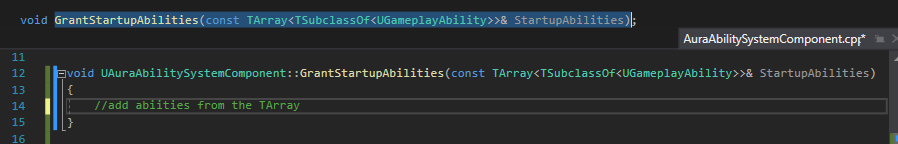 void GrantStartupAbilities(const TArray<TSubclassOf<UGameplayAbility>>& StartupAbilities);
AuraAbilitySystemComponent.cpp*
11
12 void UAuraAbilitySystemComponent::GrantStartupAbilities(const TArray<TSubclassOf<UGameplayAbility>>& StartupAbilities)
13 {
14 //add abiities from the TArray
15 }
16